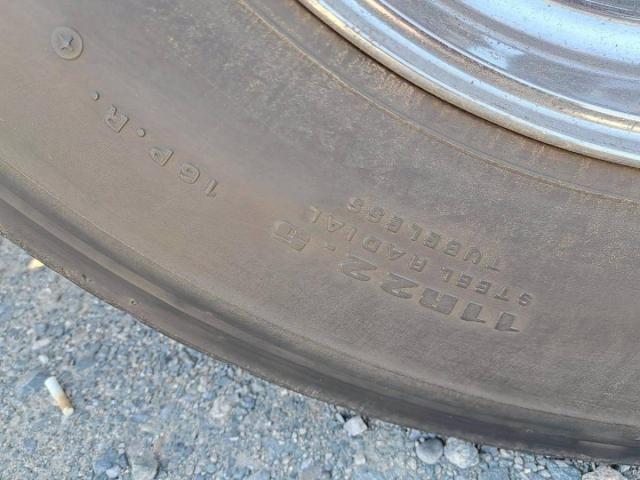 11R22.5
STEEL RADIAL
TUBELESS
16P.R.